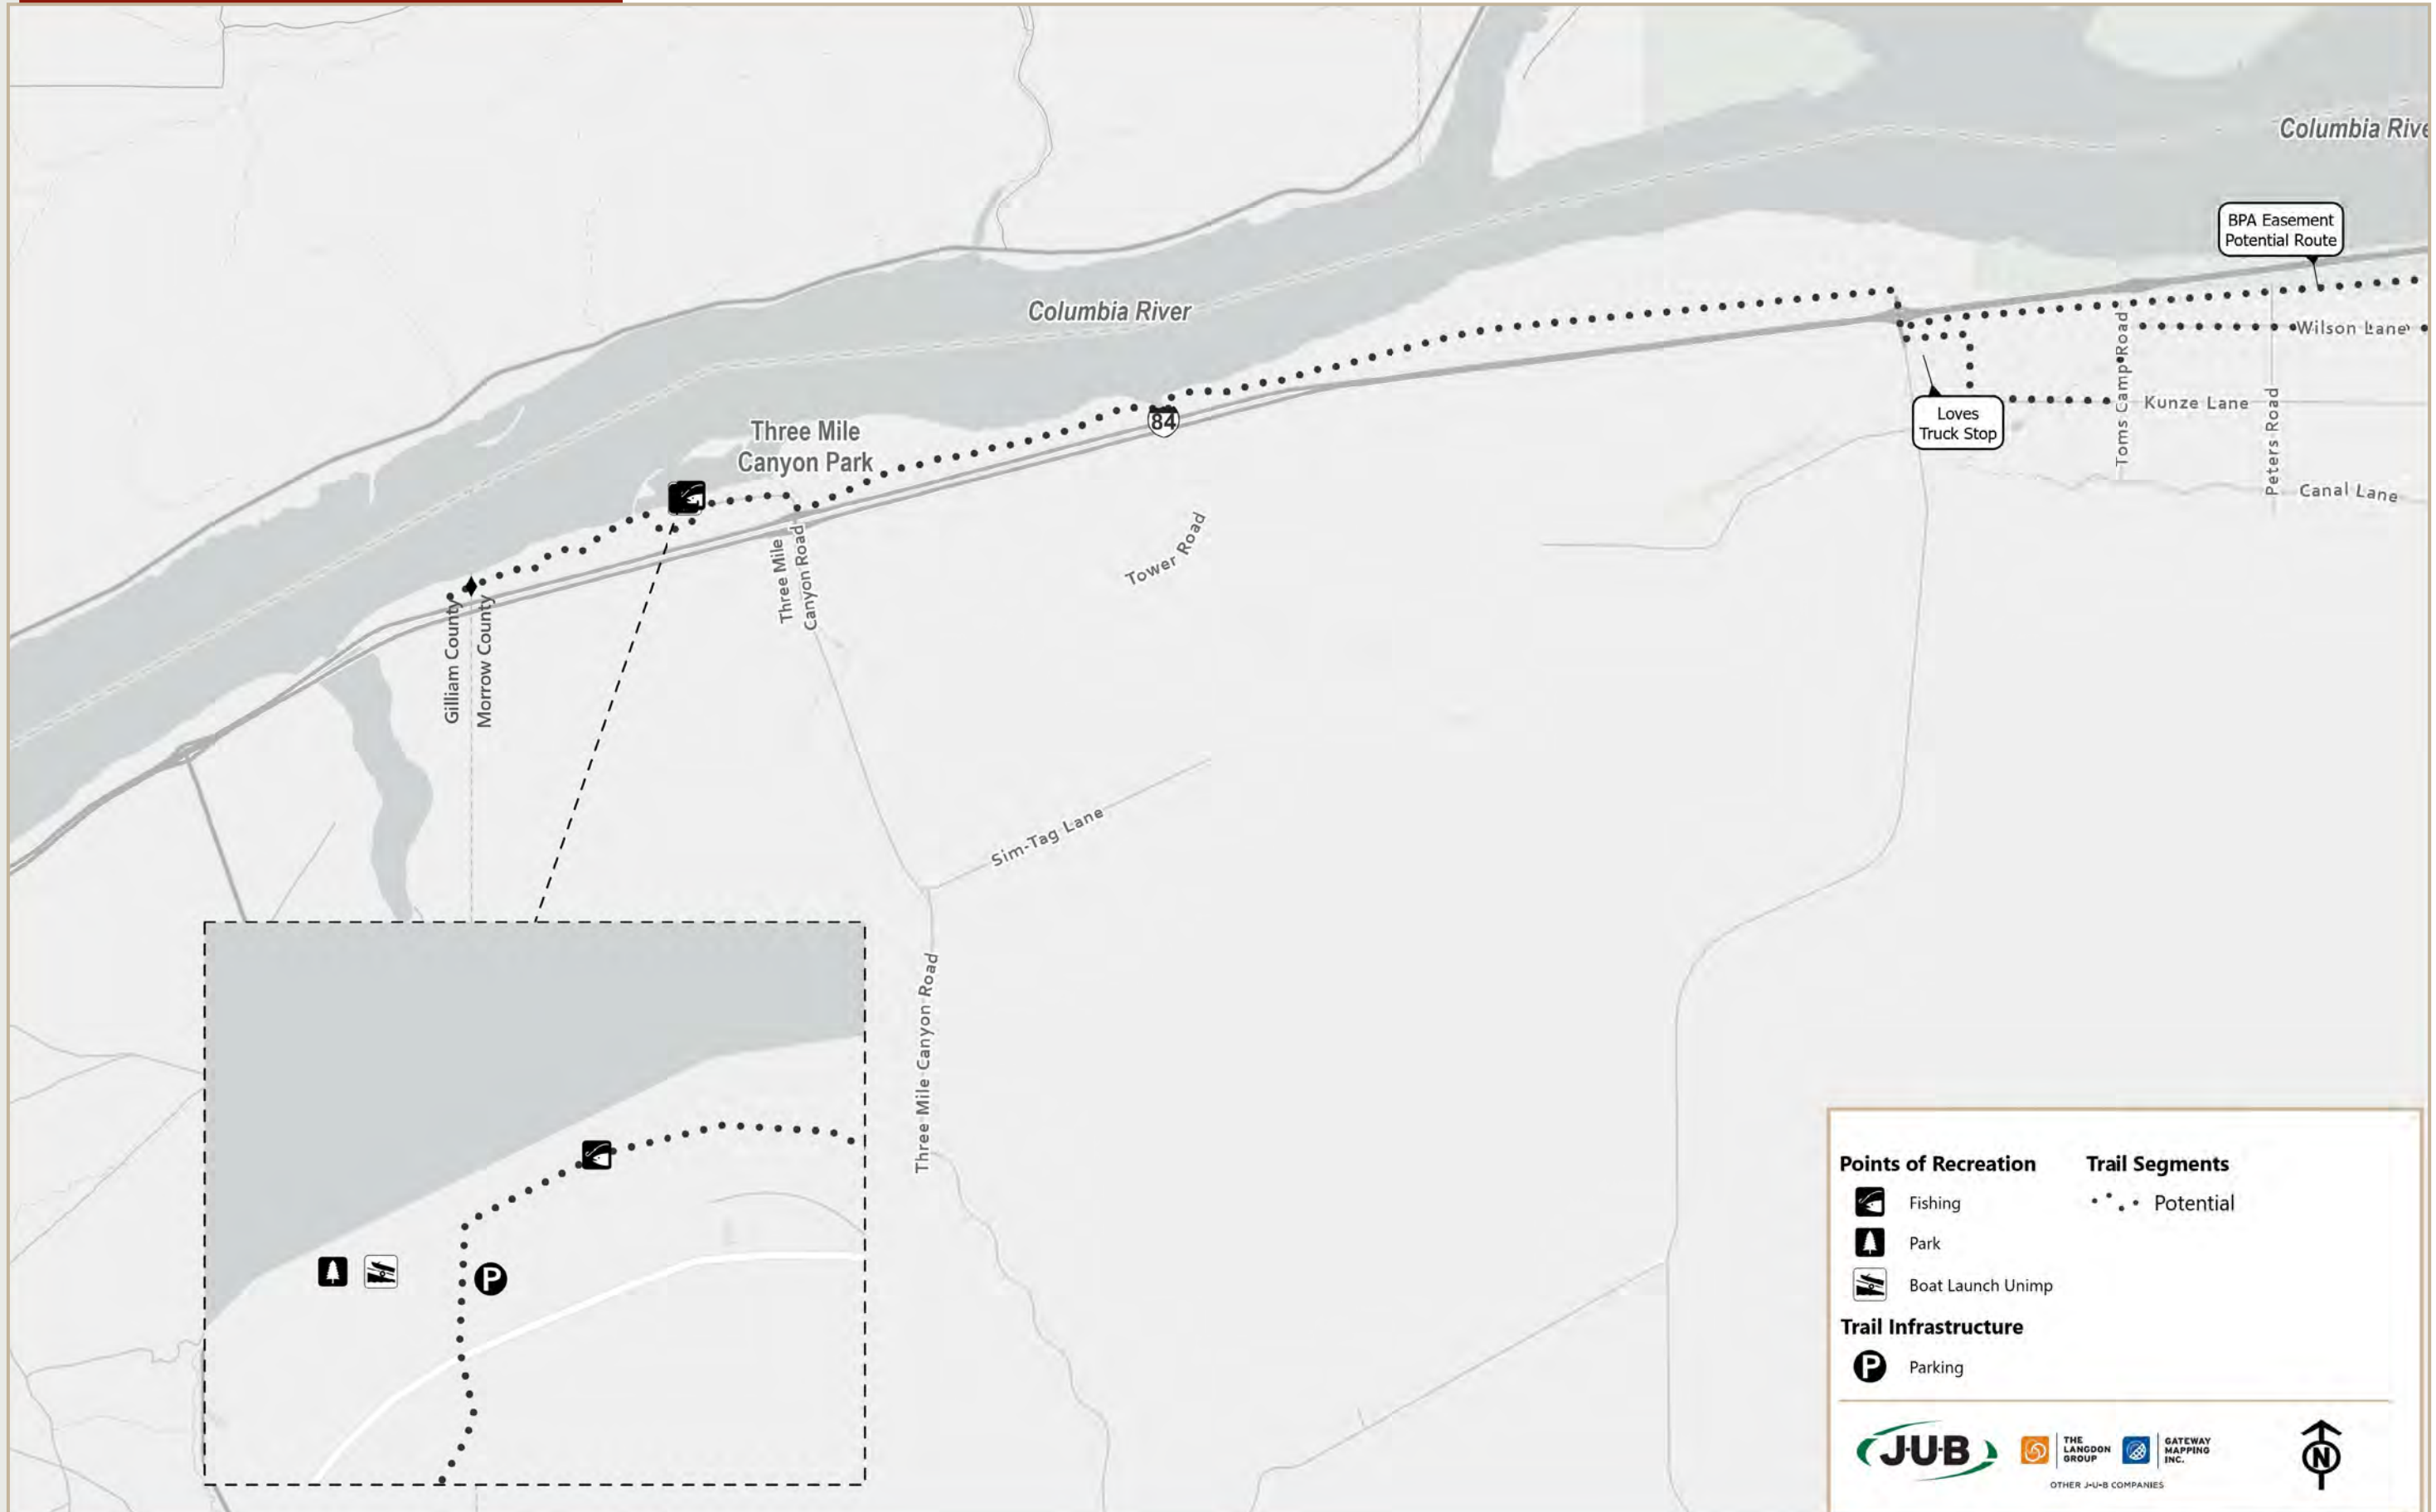 Columbia Rive
BPA Easement
Potential Route
Columbia River
Wilson Lane
Toms Camp Road
Kunze Lane
Peters Road
Loves
Truck Stop
84
Three Mile
Canyon Park
Canal Lane
Three Mile
Canyon Road
Tower Road
Gilliam County
Morrow County
Sim-Tag Lane
Three Mile Canyon Road
P
Points of Recreation
Fishing
Park
Boat Launch Unimp
Trail Infrastructure
P Parking
Trail Segments
Potential
J-U-B
THE
LANGDON
GROUP
GATEWAY
MAPPING
INC.
OTHER J-U-B COMPANIES
N